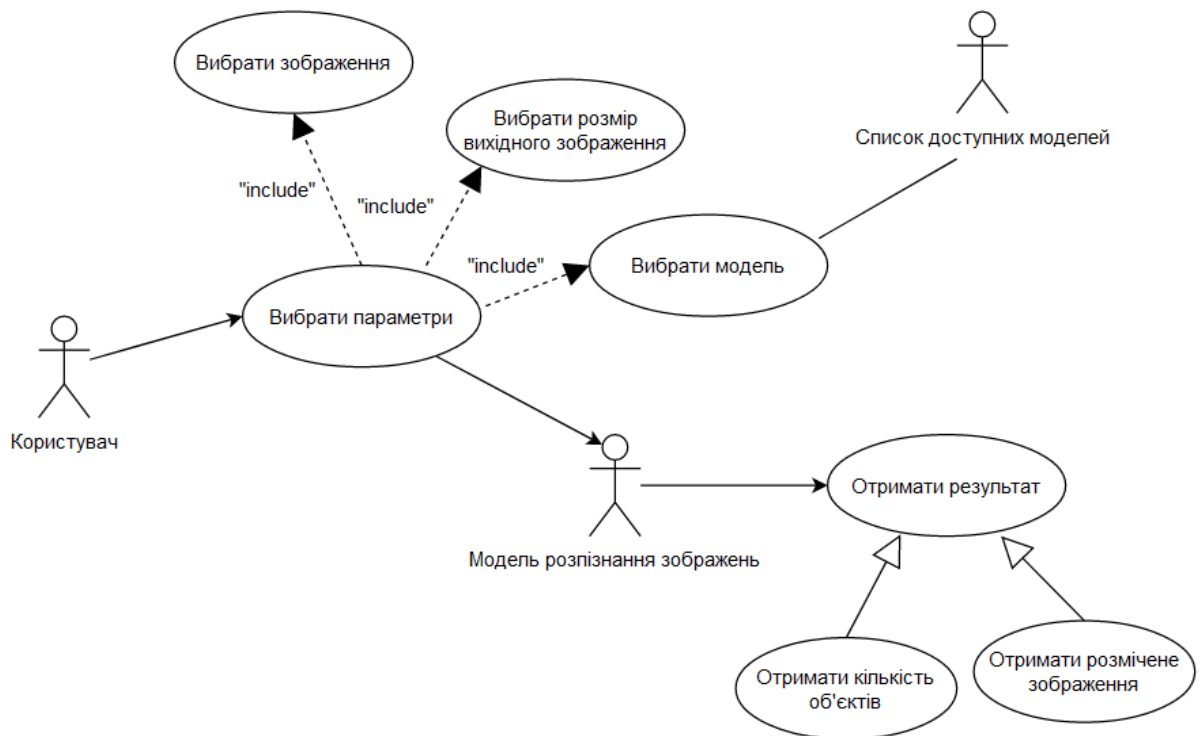 Вибрати зображення
Вибрати розмір
вихідного зображення
Список доступних моделей
"include"
"include"
"include"
Вибрати модель
Вибрати параметри
Користувач
Отримати результат
Модель розпізнання зображень
Отримати кількість
об'єктів
Отримати розмічене
зображення